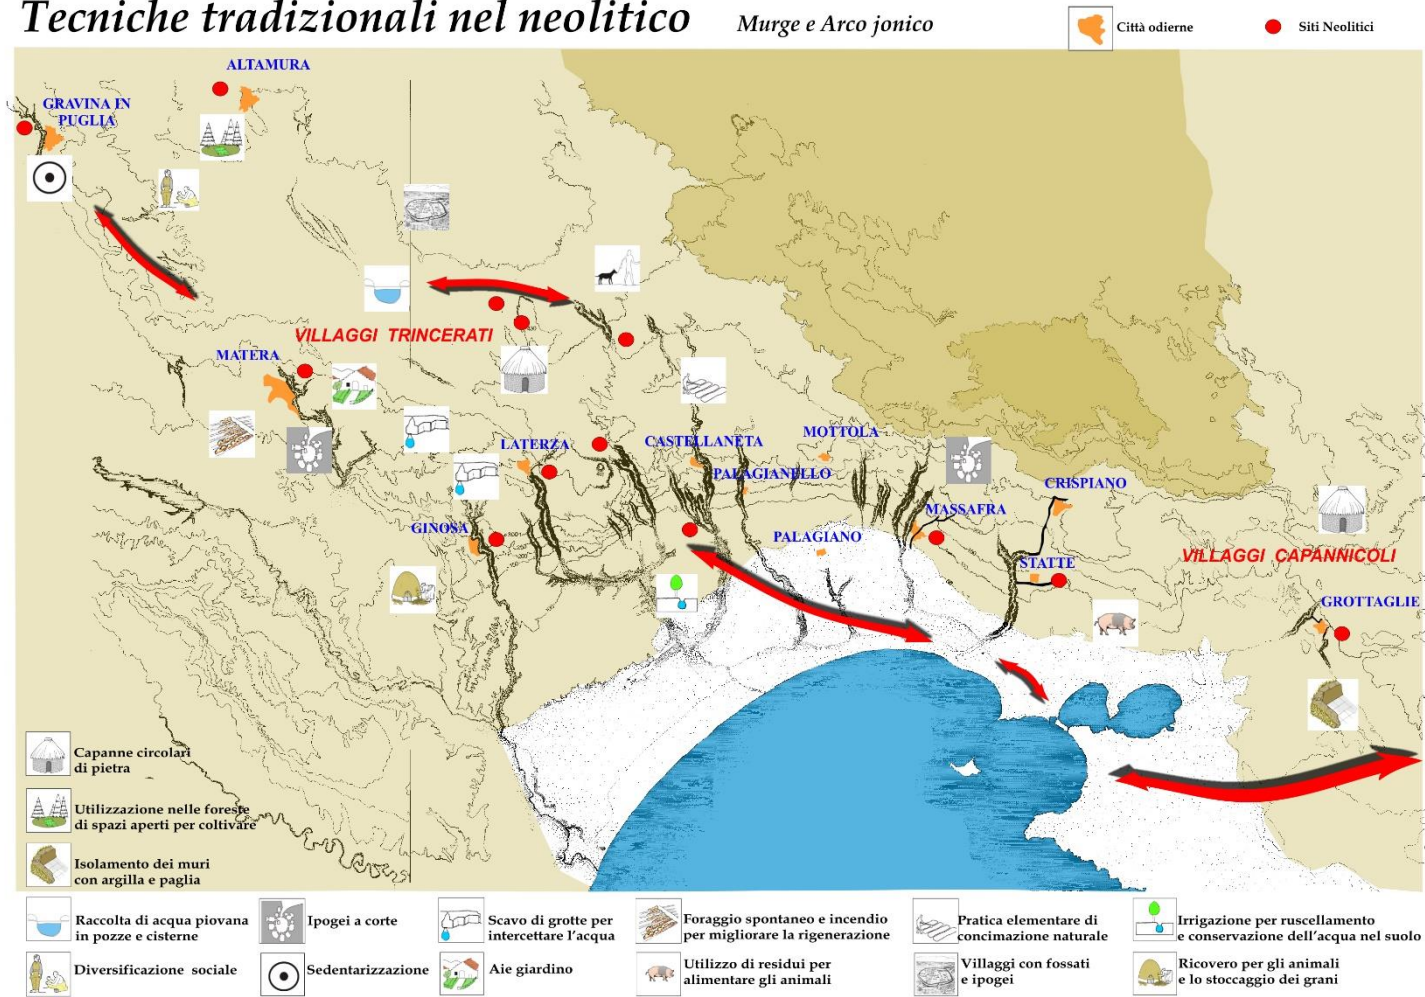 Tecniche tradizionali nel neolitico
Murge e Arco jonico
Città odierne
Siti Neolitici
ALTAMURA
GRAVINA IN
PUGLIA
VILLAGGI TRINCERATI
MATERA
LATERZA
CASTELLANETA
MOTTOLA
PALAGIANELLO
CRISPIANO
MASSAFRA
GINOSA
PALAGIANO
STATTE
VILLAGGI CAPANNICOLI
GROTTAGLIE
Capanne circolari
di pietra
Utilizzazione nelle foreste
di spazi aperti per coltivare
Isolamento dei muri
con argilla e paglia
Raccolta di acqua piovana
in pozze e cisterne
Ipogei a corte
Scavo di grotte per
intercettare l'acqua
Foraggio spontaneo e incendio
per migliorare la rigenerazione
Pratica elementare di
concimazione naturale
Irrigazione per ruscellamento
e conservazione dell'acqua nel suolo
Diversificazione sociale
Sedentarizzazione
Aie giardino
Utilizzo di residui per
alimentare gli animali
Villaggi con fossati
e ipogei
Ricovero per gli animali
e lo stoccaggio dei grani